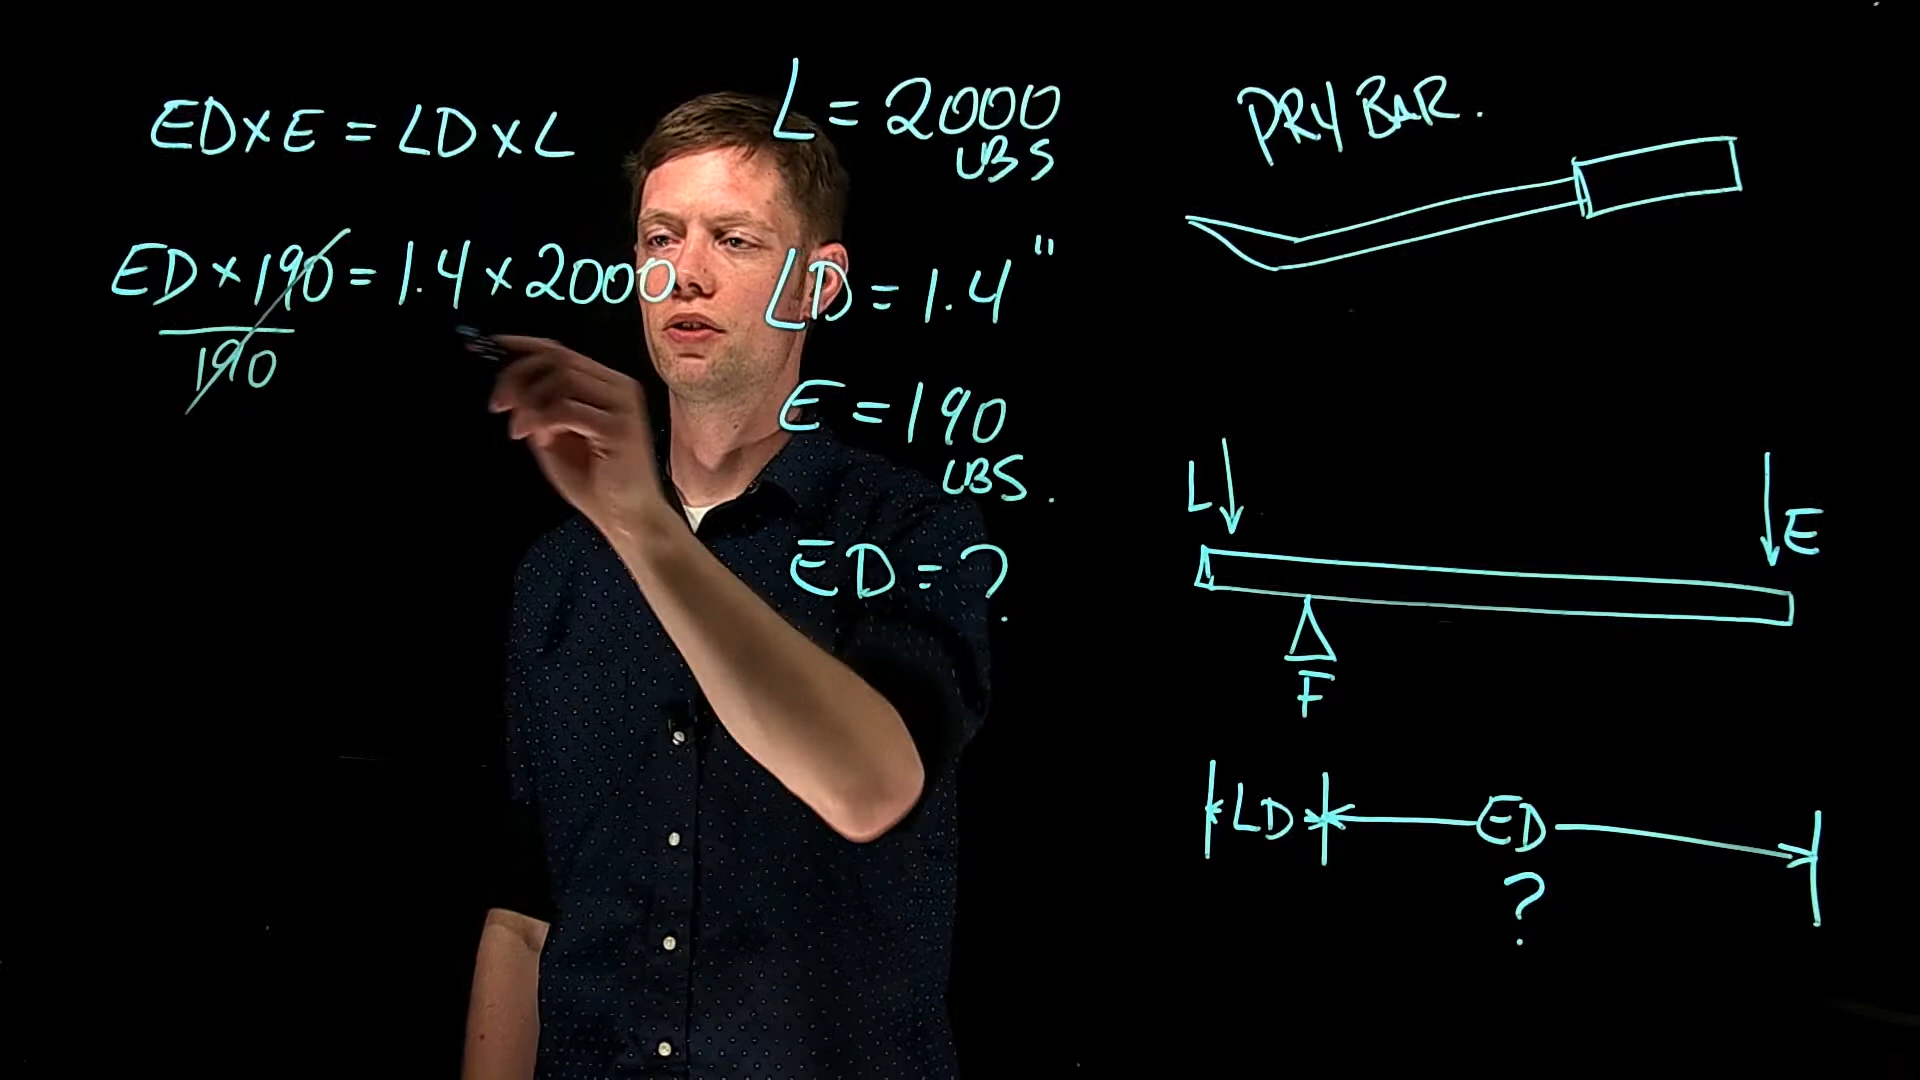 ED x E = LD x L
ED x 190 = 1.4 x 2000
190
L = 2000
LBS
LD = 1.4"
E = 190
LBS.
ED = ?
PRY BAR.
L
E
F
LD
ED
?